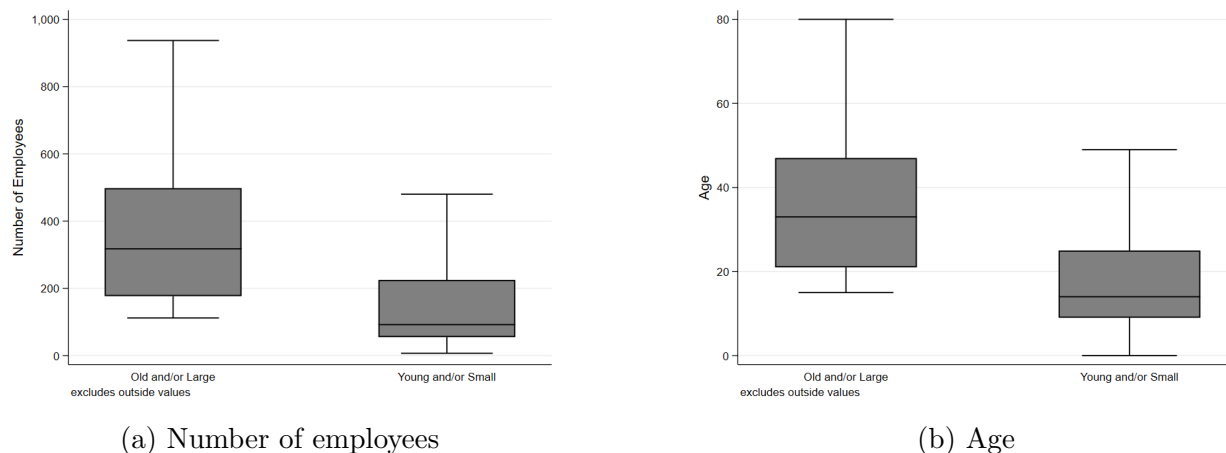 Number of Employees
1,000
800
600
400
200
0
Old and/or Large
Young and/or Small
excludes outside values
(a) Number of employees
Age
80
60
40
20
0
Old and/or Large
Young and/or Small
excludes outside values
(b) Age